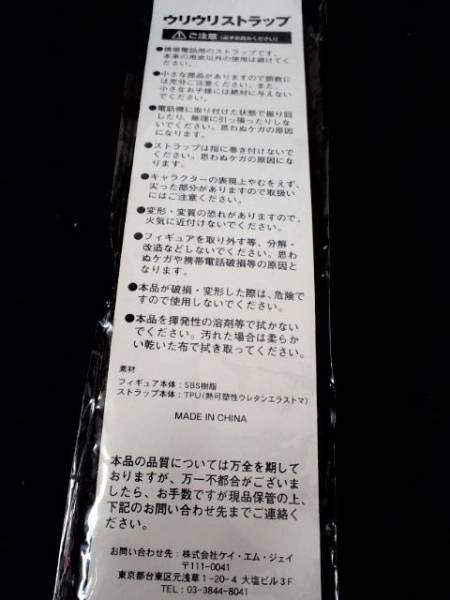 ウリウリストラップ
⚠ご注意(必ずお読みください)
●携帯電話用のストラップです。
本来の用途以外の使用は避けてく
ださい。
●小さな部品がありますので誤飲に
は充分ご注意ください。また、
小さなお子様には絶対に与えない
でください。
●電話機に取り付けた状態で振り回
したり、無理に引っ張ったりしな
いでください。思わぬケガの原因
になります。
●ストラップは指に巻き付けないで
ください。思わぬケガの原因にな
ります。
●キャラクターの表現上やむをえず、
尖った部分がありますので取扱い
にはご注意ください。
●変形・変質の恐れがありますので、
火気に近付けないでください。
●フィギュアを取り外す等、分解・
改造などしないでください。思わ
ぬケガや携帯電話破損等の原因と
なります。
●本品が破損・変形した際は、危険で
すので使用しないでください。
●本品を揮発性の溶剤等で拭かない
でください。汚れた場合は柔らか
い乾いた布で拭き取ってください。
素材
フィギュア本体:SBS樹脂
ストラップ本体:TPU(熱可塑性ウレタンエラストマ)
MADE IN CHINA
本品の品質については万全を期して
おりますが、万一不都合がございま
したら、お手数ですが現品保管の上、
下記のお問い合わせ先までご連絡く
ださい。
お問い合わせ先:株式会社ケイ・エム・ジェイ
〒111-0041
東京都台東区元浅草1-20-4 大塩ビル3F
TEL 03-3844-8041